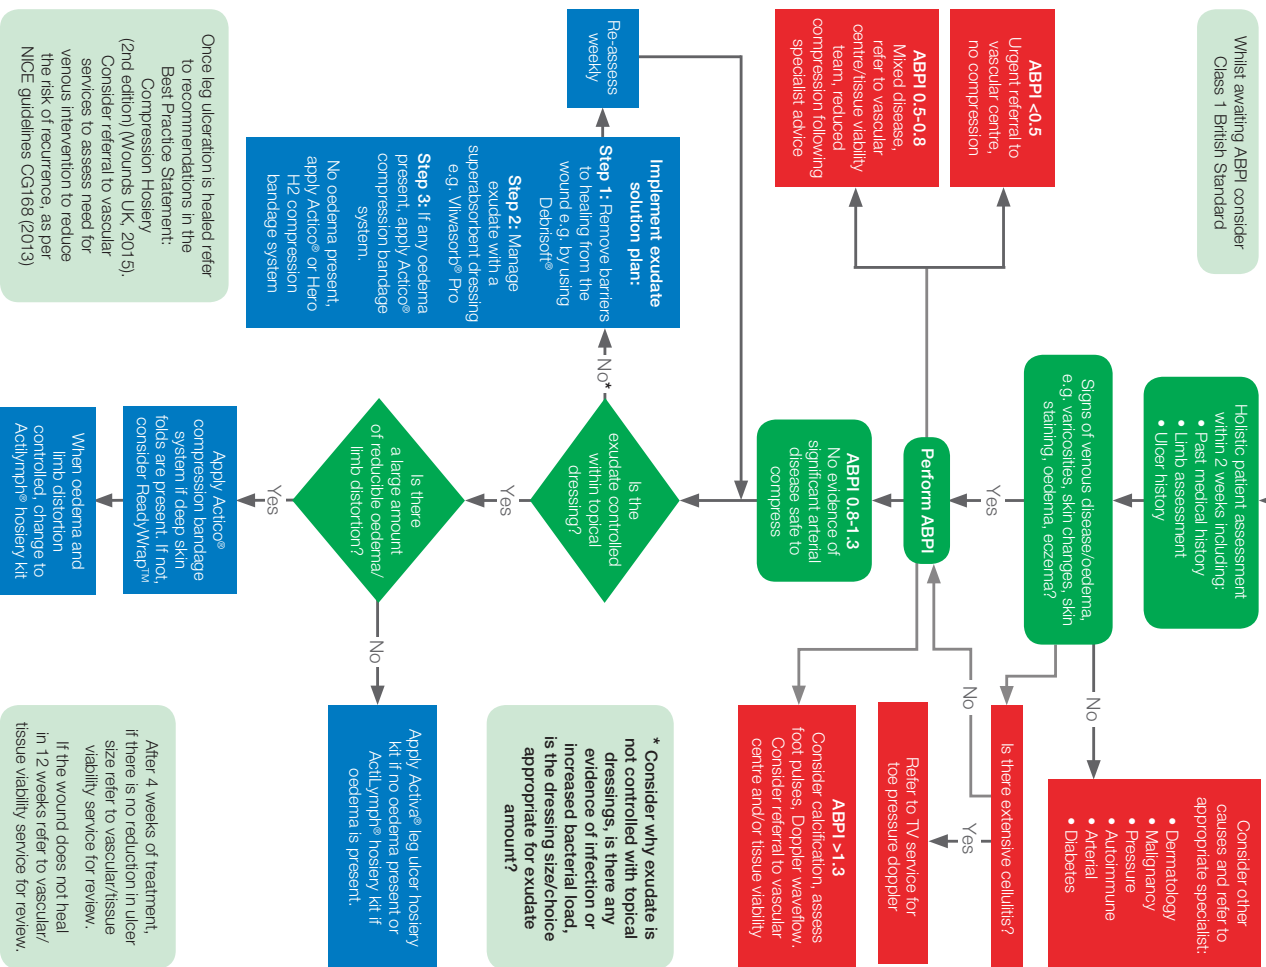 Whilst awaiting ABPI consider
Class 1 British Standard
Holistic patient assessment
within 2 weeks including:
• Past medical history
• Limb assessment
• Ulcer history
Signs of venous disease/oedema,
e.g. varicosities, skin changes, skin
staining, oedema, eczema?
No
Consider other
causes and refer to
appropriate specialist:
• Dermatology
• Malignancy
• Pressure
• Autoimmune
• Arterial
• Diabetes
Yes
Is there extensive cellulitis?
No
Yes
Refer to TV service for
toe pressure doppler
Perform ABPI
ABPI <0.5
Urgent referral to
vascular centre,
no compression
ABPI 0.5-0.8
Mixed disease,
refer to vascular
centre/tissue viability
team, reduced
compression following
specialist advice
ABPI 0.8-1.3
No evidence of
significant arterial
disease safe to
compress
ABPI >1.3
Consider calcification, assess
foot pulses, Doppler waveflow.
Consider referral to vascular
centre and/or tissue viability
Re-assess
weekly
Is the
exudate controlled
within topical
dressing?
No*
Yes
Implement exudate
solution plan:
Step 1: Remove barriers
to healing from the
wound e.g. by using
Debrisoft®
Step 2: Manage
exudate with a
superabsorbent dressing
e.g. Vliwasorb® Pro
Step 3: If any oedema
present, apply Actico®
compression bandage
system.
No oedema present,
apply Actico® or Hero
H2 compression
bandage system
* Consider why exudate is
not controlled with topical
dressings, is there any
evidence of infection or
increased bacterial load,
is the dressing size/choice
appropriate for exudate
amount?
Is there
a large amount
of reducible oedema/
limb distortion?
No
Apply Activa® leg ulcer hosiery
kit if no oedema present or
ActiLymph® hosiery kit if
oedema is present.
Yes
Apply Actico®
compression bandage
system if deep skin
folds are present. If not,
consider ReadyWrap™
When oedema and
limb distortion
controlled, change to
Actilymph® hosiery kit
Once leg ulceration is healed refer
to recommendations in the
Best Practice Statement:
Compression Hosiery
(2nd edition) (Wounds UK, 2015).
Consider referral to vascular
services to assess need for
venous intervention to reduce
the risk of recurrence, as per
NICE guidelines CG168 (2013)
After 4 weeks of treatment,
if there is no reduction in ulcer
size refer to vascular/tissue
viability service for review.
If the wound does not heal
in 12 weeks refer to vascular/
tissue viability service for review.